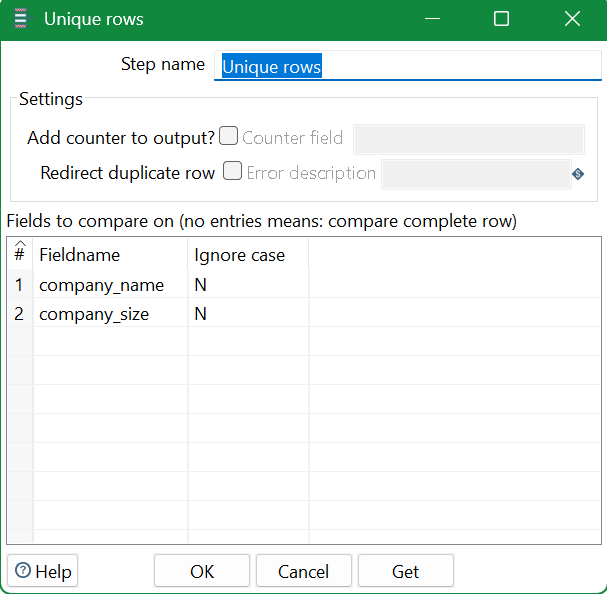 Unique rows
Step name Unique rows
Settings
Add counter to output? Counter field
Redirect duplicate row Error description
Fields to compare on (no entries means: compare complete row)
# Fieldname Ignore case
1 company_name N
2 company_size N
Help OK Cancel Get